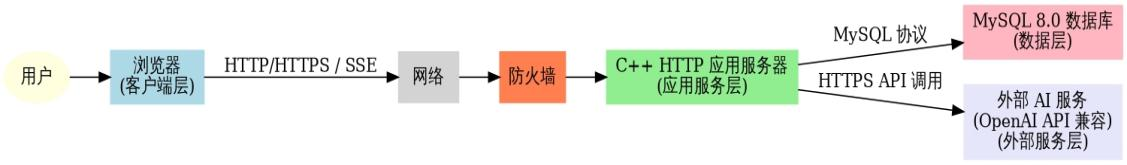 用户
浏览器
(客户端层)
HTTP/HTTPS / SSE
网络
防火墙
C++ HTTP 应用服务器
(应用服务层)
MySQL 协议
HTTPS API 调用
MySQL 8.0 数据库
(数据层)
外部 AI 服务
(OpenAI API 兼容)
(外部服务层)